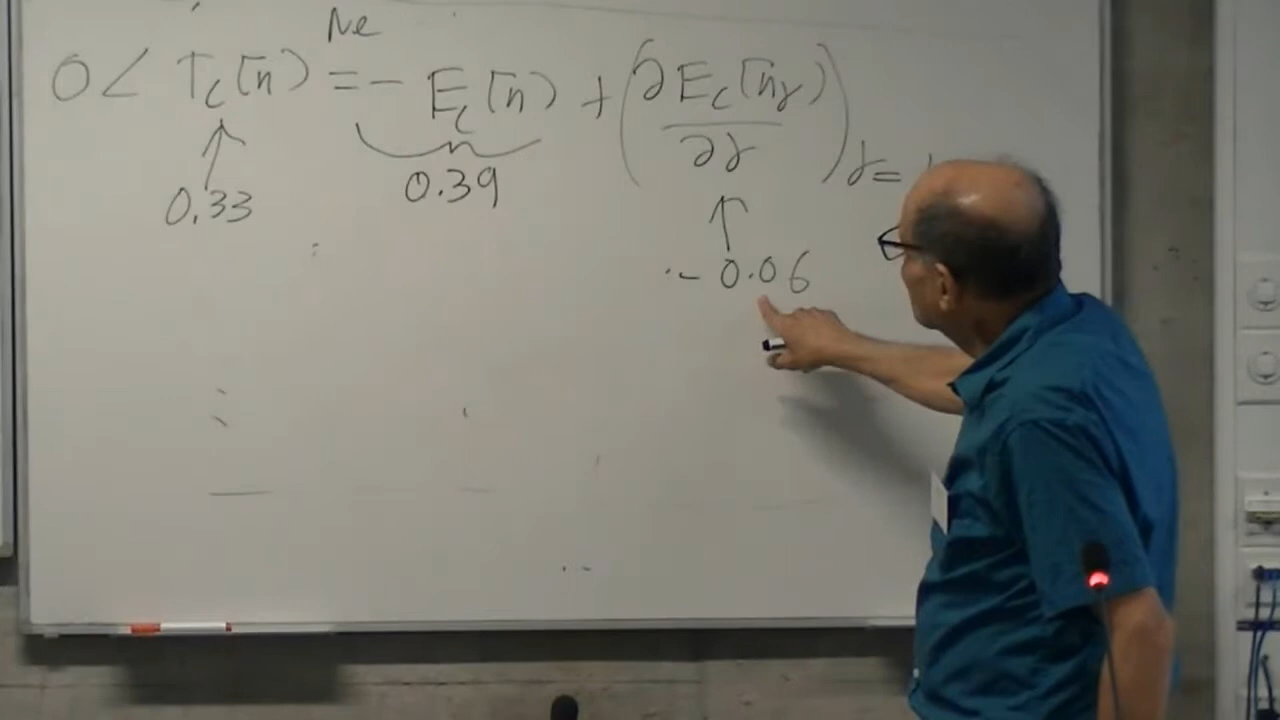 Ne
0 < T_c[n] = - E_c[n] + (∂E_c[n_γ] / ∂γ)_γ=
0.33 0.39
- 0.06